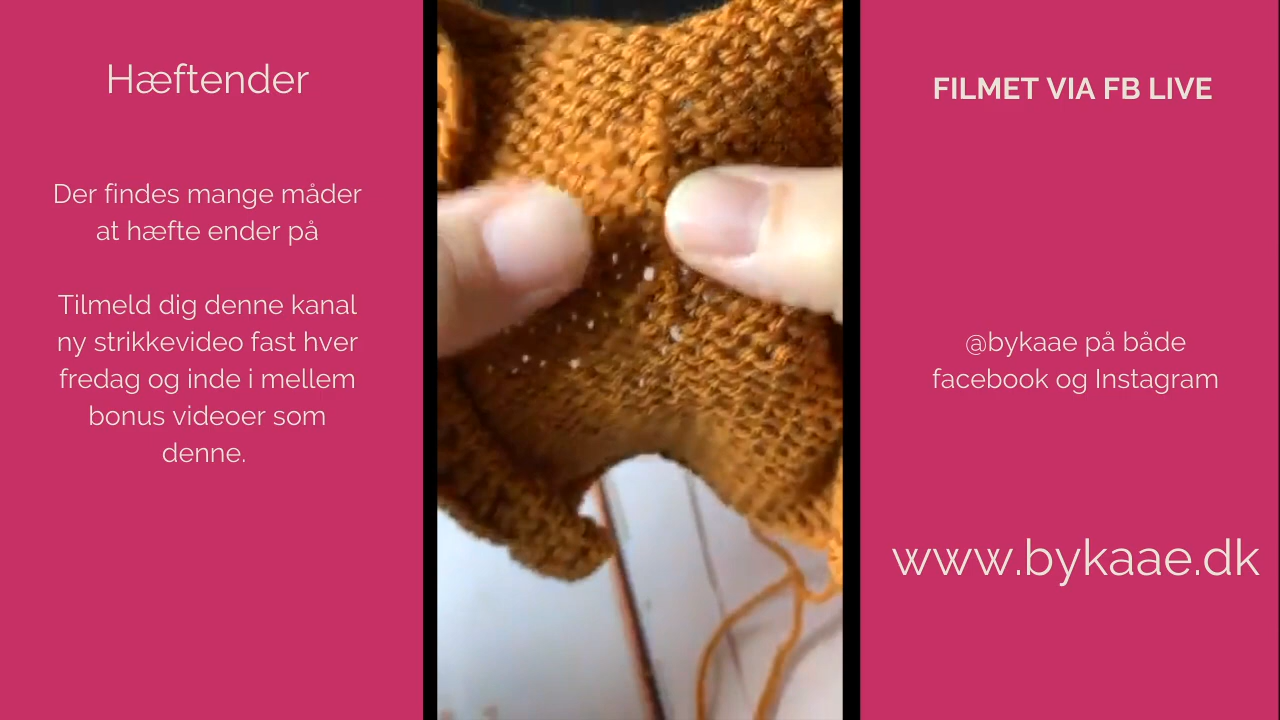 Hæftender
Der findes mange måder
at hæfte ender på
Tilmeld dig denne kanal
ny strikkevideo fast hver
fredag og inde i mellem
bonus videoer som
denne.
FILMET VIA FB LIVE
@bykaae på både
facebook og Instagram
www.bykaae.dk